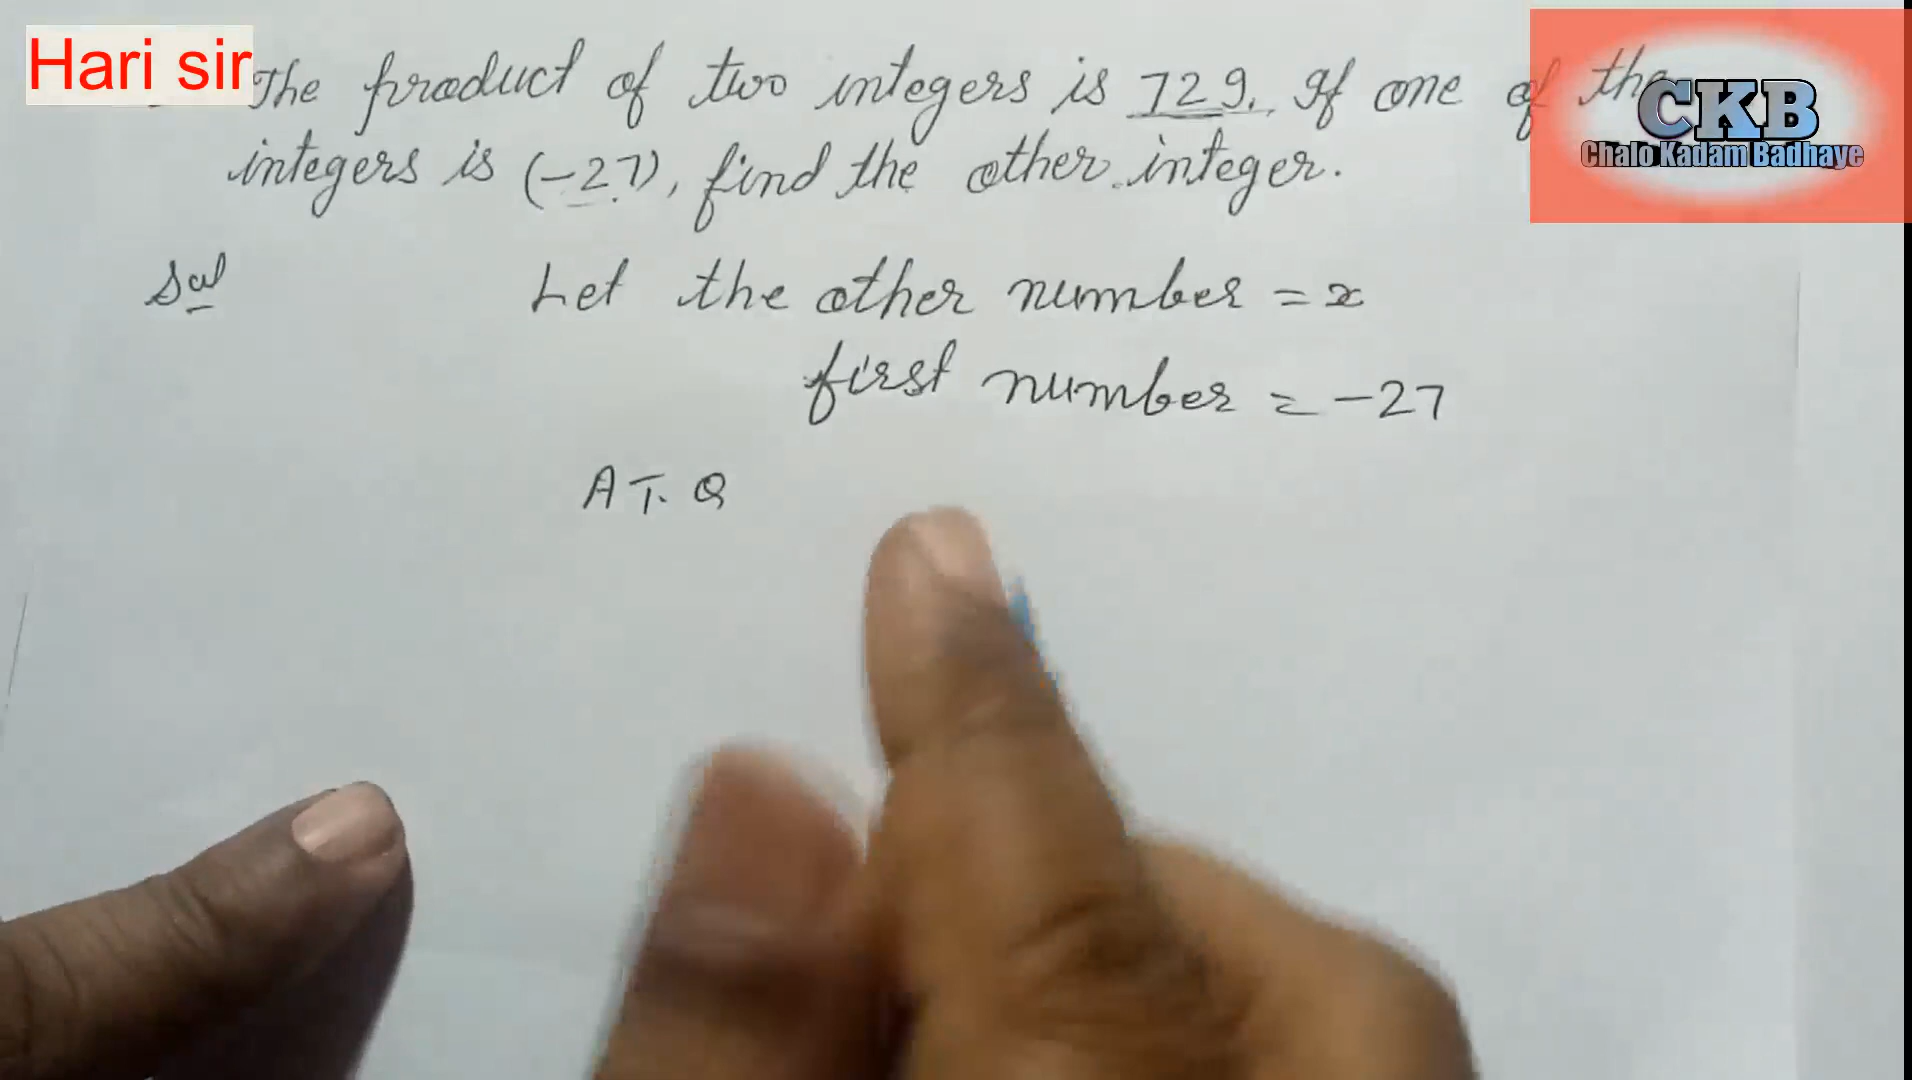 Hari sir
The product of two integers is 729. If one of the
integers is (-27), find the other integer.
CKB
Chalo Kadam Badhaye
Sol
Let the other number = x
first number = -27
A T. Q